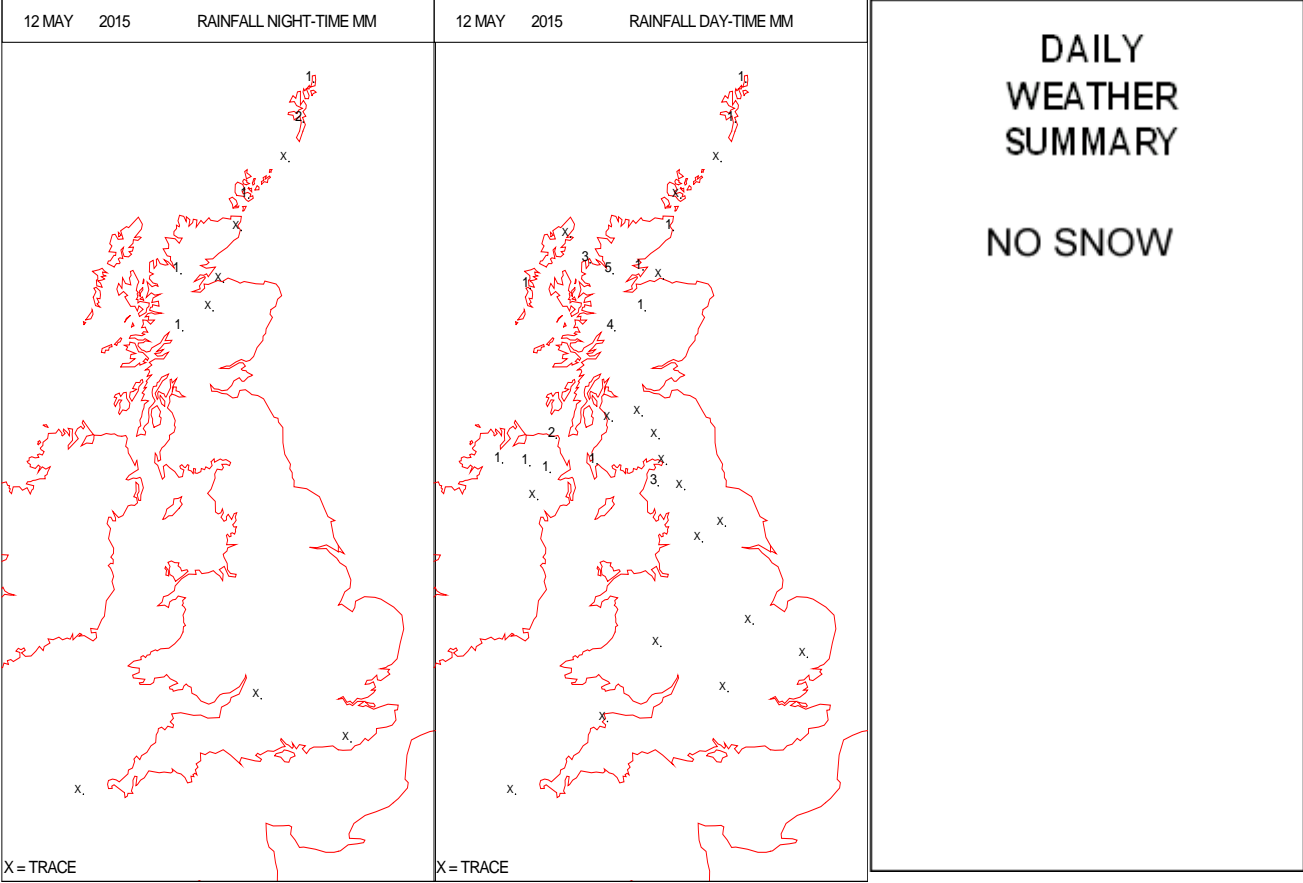 12 MAY 2015 RAINFALL NIGHT-TIME MM
1
2.
X.
1.
X.
1.
X.
X.
1.
X.
X.
X.
X = TRACE
12 MAY 2015 RAINFALL DAY-TIME MM
1
1.
X.
X.
1.
X.
3.
5.
1.
X.
1
1.
4.
X.
X.
2.
X.
1.
1.
1.
1.
X.
3.
X.
X.
X.
X.
X.
X.
X.
X.
X.
X.
X = TRACE
DAILY
WEATHER
SUMMARY
NO SNOW